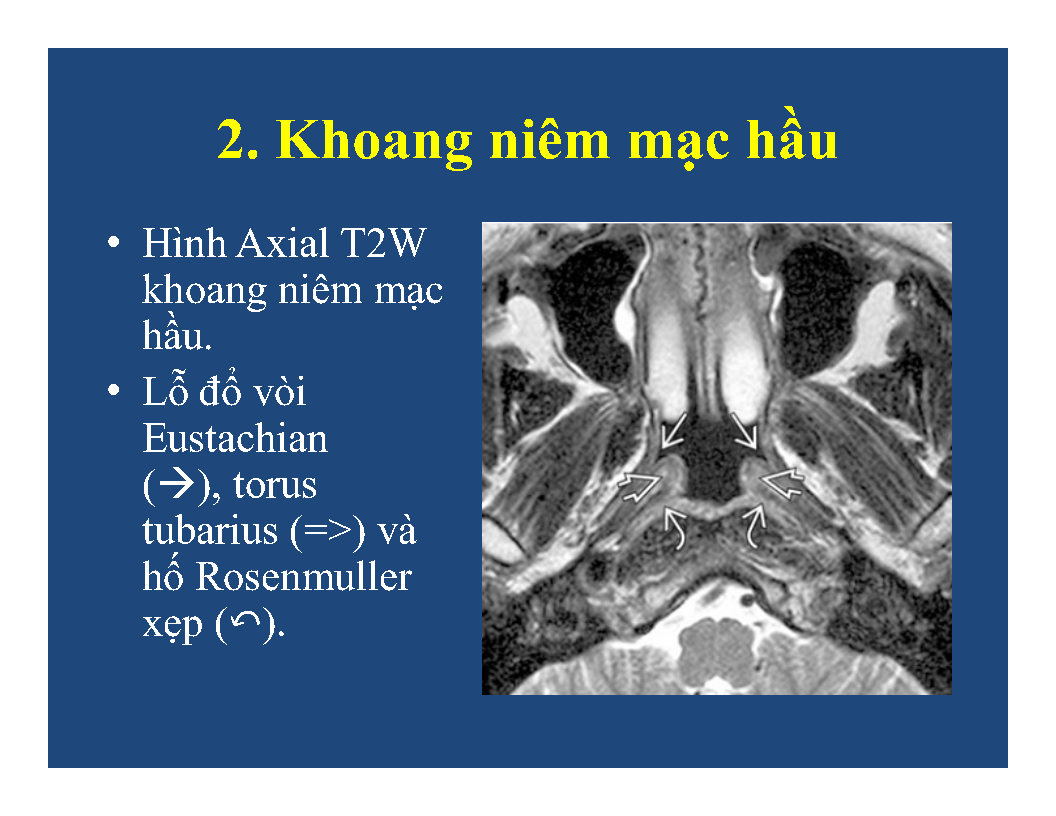 2. Khoang niêm mạc hầu
• Hình Axial T2W
khoang niêm mạc
hầu.
• Lỗ đổ vòi
Eustachian
(→), torus
tubarius (=>) và
hố Rosenmuller
xẹp (↶).